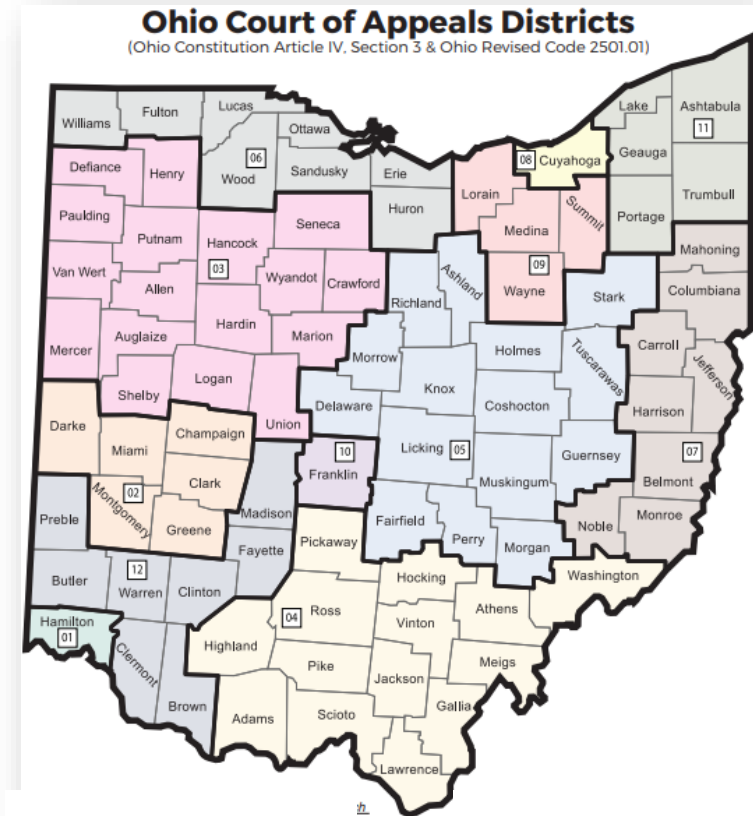 Ohio Court of Appeals Districts
(Ohio Constitution Article IV, Section 3 & Ohio Revised Code 2501.01)
Williams
Fulton
Lucas
Ottawa
06
Wood
Sandusky
Erie
Huron
Lorain
08
Cuyahoga
Lake
Ashtabula
11
Geauga
Trumbull
Portage
Summit
Medina
09
Wayne
Defiance
Henry
Paulding
Putnam
Hancock
03
Seneca
Van Wert
Allen
Wyandot
Crawford
Hardin
Marion
Mercer
Auglaize
Shelby
Logan
Union
Richland
Ashland
Stark
Mahoning
Columbiana
Carroll
Jefferson
Morrow
Holmes
Tuscarawas
Knox
Coshocton
Delaware
Harrison
Licking
05
Guernsey
Muskingum
07
Belmont
Noble
Monroe
Fairfield
Perry
Morgan
10
Franklin
Darke
Miami
Champaign
Clark
02
Montgomery
Greene
Madison
Preble
Fayette
Pickaway
12
Butler
Warren
Clinton
Hamilton
01
Clermont
Brown
Highland
04
Ross
Hocking
Washington
Athens
Vinton
Pike
Meigs
Jackson
Gallia
Adams
Scioto
Lawrence